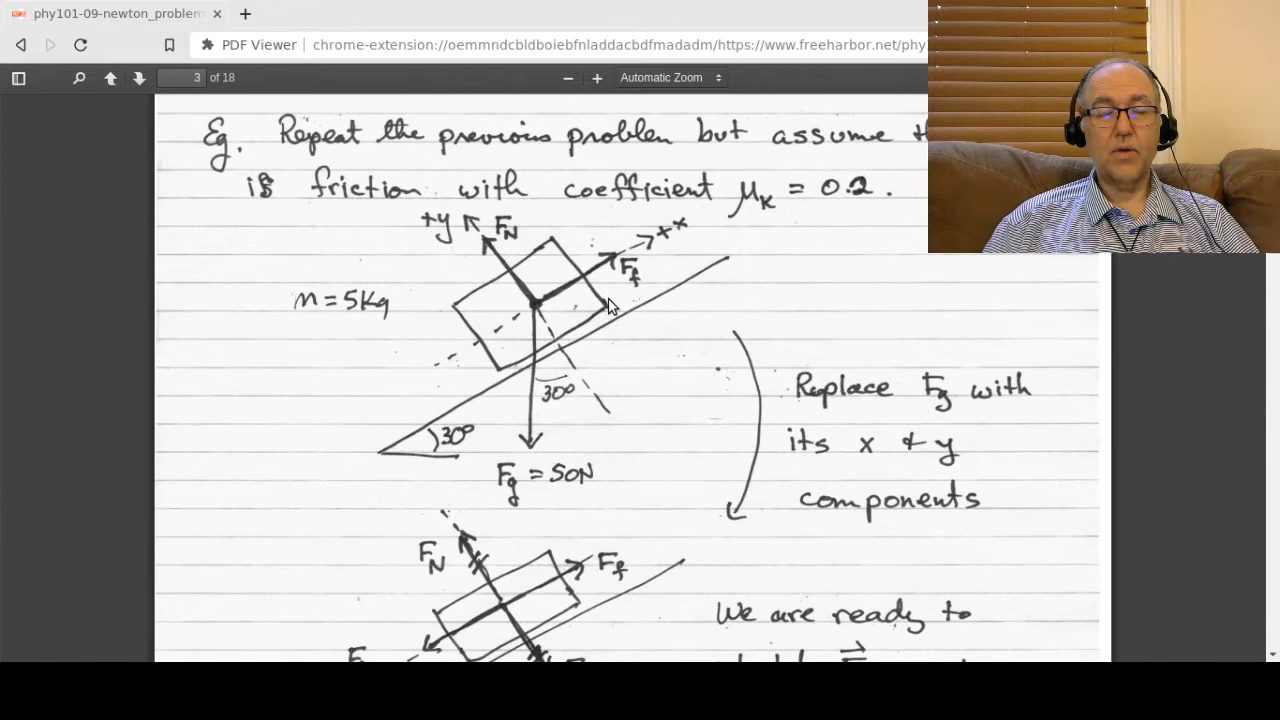 phy101-09-newton_problem
PDF Viewer chrome-extension://oemmndcbldboiebfnladdacbdfmadadm/https://www.freeharbor.net/phy
3 of 18 Automatic Zoom
Eg. Repeat the previous problem but assume
is friction with coefficient μk = 0.2.
+y FN +x
Ff
m = 5Kg
30°
30°
Fg = 50N
Replace Fg with
its x & y
components
FN Ff
We are ready to